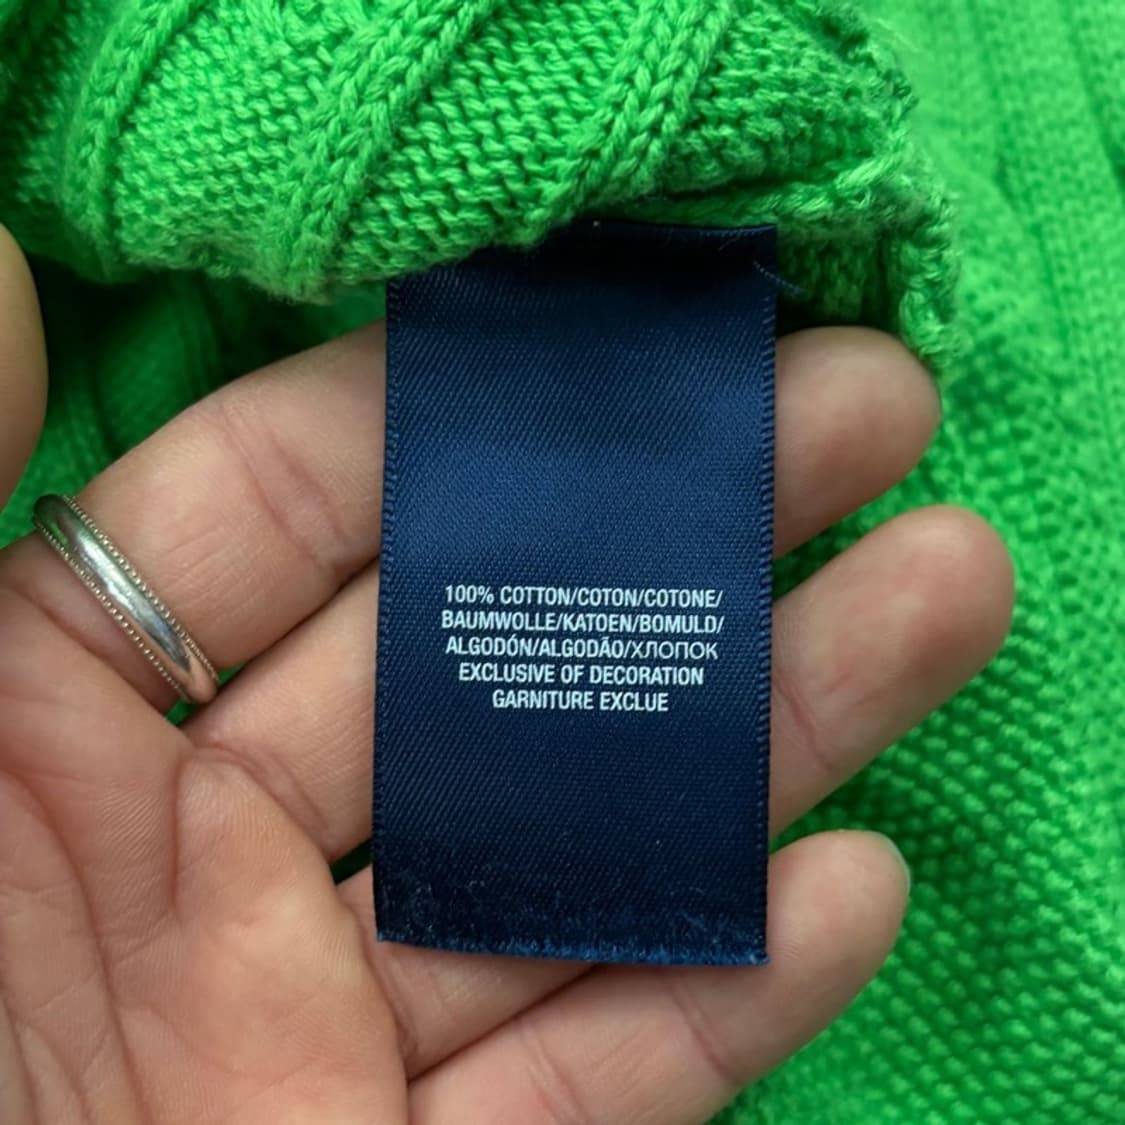 100% COTTON/COTON/COTONE/
BAUMWOLLE/KATOEN/BOMULD/
ALGODÓN/ALGODÃO/ХЛОПОК
EXCLUSIVE OF DECORATION
GARNITURE EXCLUE